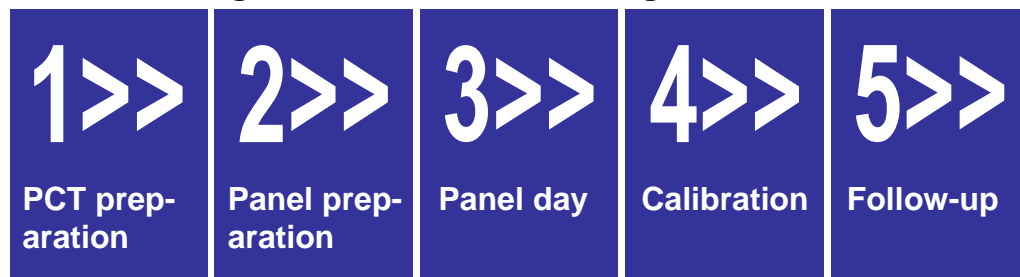 1>>
PCT prep-
aration
2>>
Panel prep-
aration
3>>
Panel day
4>>
Calibration
5>>
Follow-up